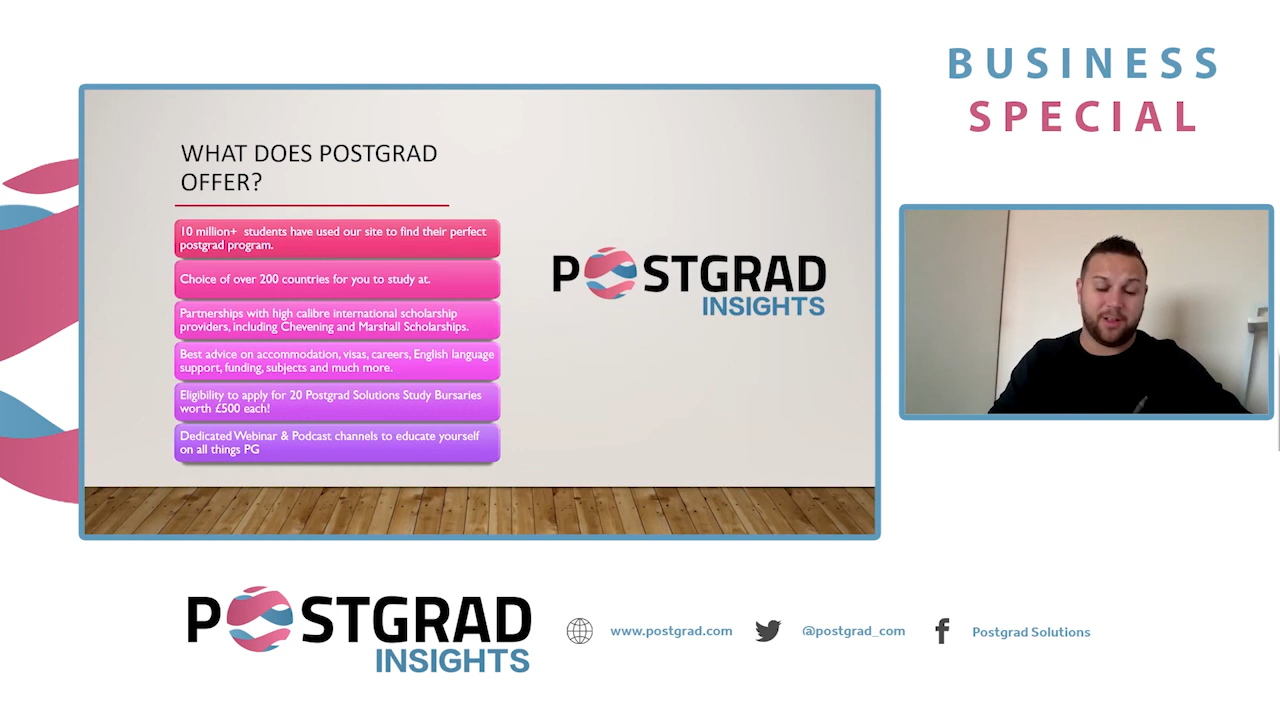 BUSINESS
SPECIAL
WHAT DOES POSTGRAD
OFFER?
10 million+ students have used our site to find their perfect
postgrad program.
Choice of over 200 countries for you to study at.
Partnerships with high calibre international scholarship
providers, including Chevening and Marshall Scholarships.
Best advice on accommodation, visas, careers, English language
support, funding, subjects and much more.
Eligibility to apply for 20 Postgrad Solutions Study Bursaries
worth £500 each!
Dedicated Webinar & Podcast channels to educate yourself
on all things PG
POSTGRAD
INSIGHTS
POSTGRAD
INSIGHTS
www.postgrad.com
@postgrad_com
Postgrad Solutions